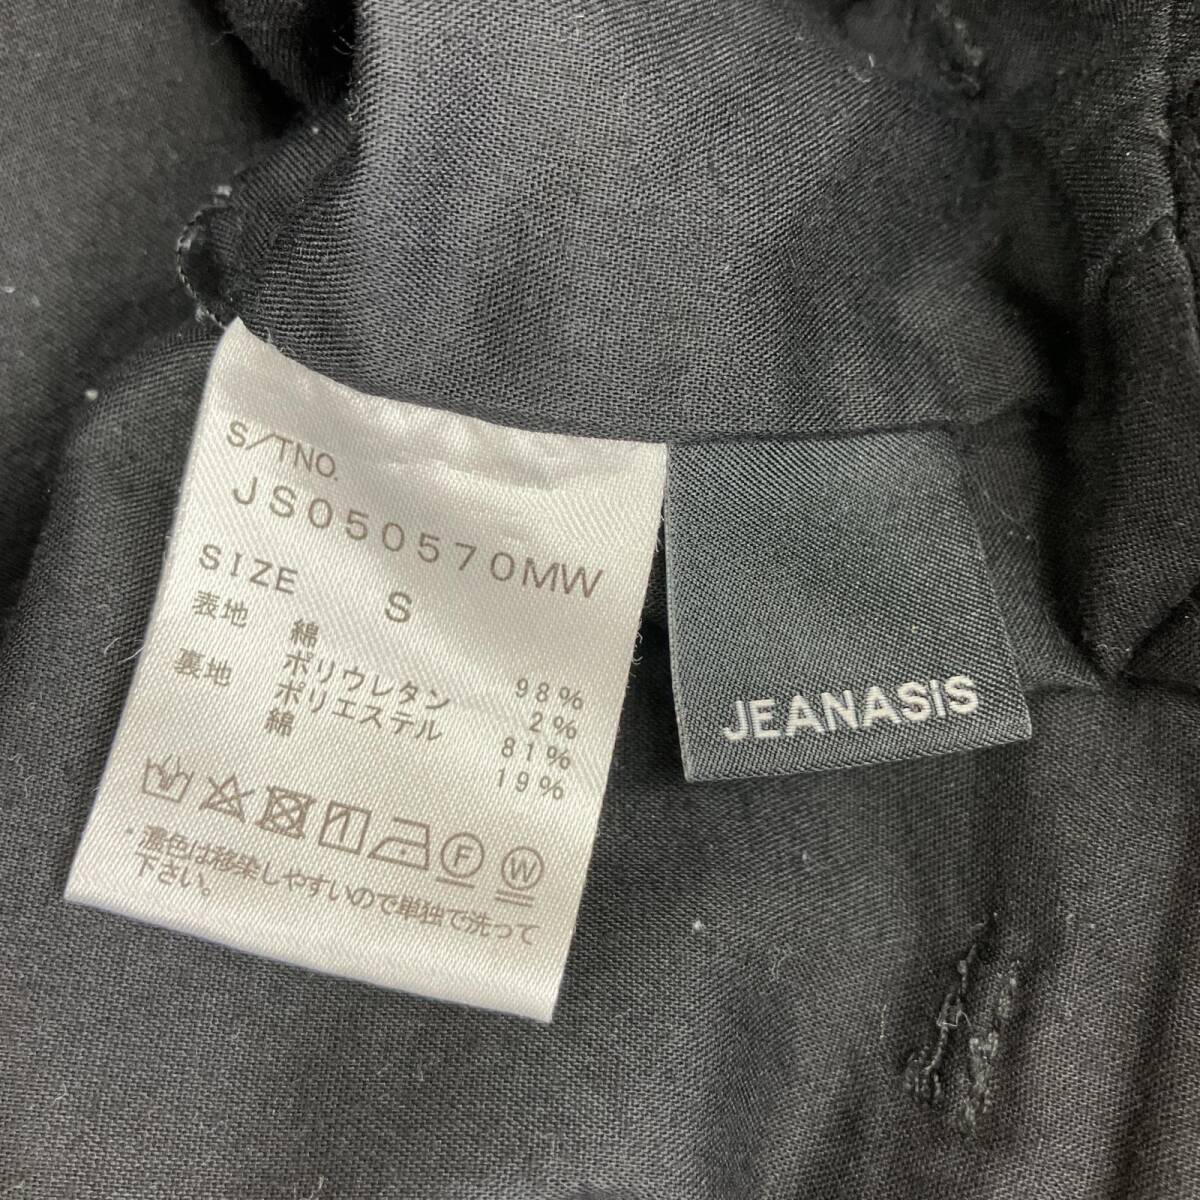 S/TNO.
JS050570MW
SIZE S
表地 綿 98%
ポリウレタン 2%
裏地 ポリエステル 81%
綿 19%
F
W
・濃色は移染しやすいので単独で洗って
下さい。
JEANASiS